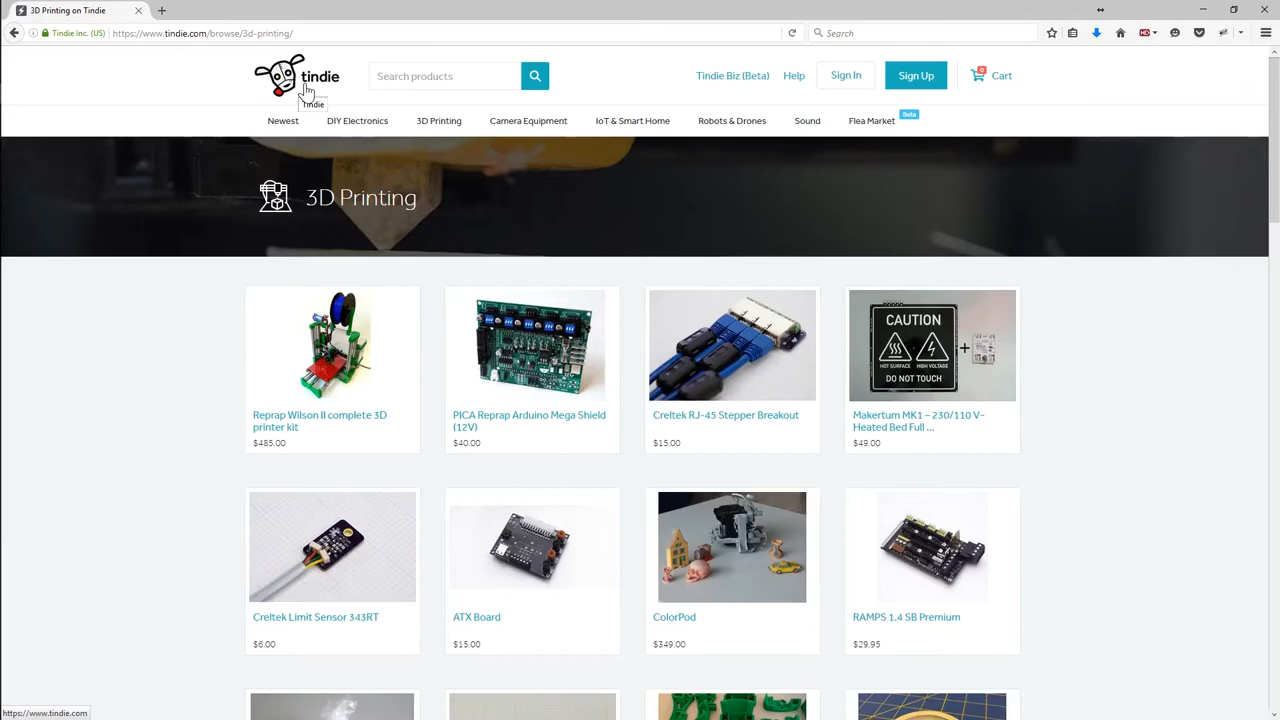 3D Printing on Tindie
Tindie Inc. (US)
https://www.tindie.com/browse/3d-printing/
Search
tindie
Search products
Tindie Biz (Beta)
Help
Sign In
Sign Up
0
Cart
Tindie
Newest
DIY Electronics
3D Printing
Camera Equipment
IoT & Smart Home
Robots & Drones
Sound
Flea Market
Beta
3D Printing
CAUTION
HOT SURFACE HIGH VOLTAGE
DO NOT TOUCH
Reprap Wilson II complete 3D
printer kit
$485.00
PICA Reprap Arduino Mega Shield
(12V)
$40.00
Creltek RJ-45 Stepper Breakout
$15.00
Makertum MK1 – 230/110 V~
Heated Bed Full ...
$49.00
Creltek Limit Sensor 343RT
$6.00
ATX Board
$15.00
ColorPod
$349.00
RAMPS 1.4 SB Premium
$29.95
https://www.tindie.com